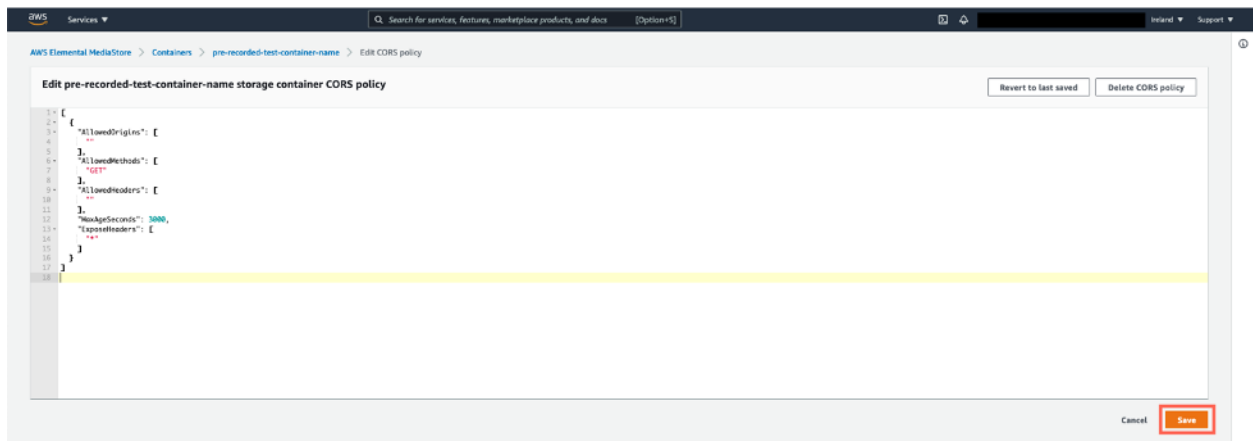 aws Services ▼ Search for services, features, marketplace products, and docs [Option+S] Ireland ▼ Support ▼
AWS Elemental MediaStore > Containers > pre-recorded-test-container-name > Edit CORS policy
Edit pre-recorded-test-container-name storage container CORS policy Revert to last saved Delete CORS policy
1 [
2 {
3 "AllowedOrigins": [
4 ""
5 ],
6 "AllowedMethods": [
7 "GET"
8 ],
9 "AllowedHeaders": [
10 ""
11 ],
12 "MaxAgeSeconds": 3000,
13 "ExposeHeaders": [
14 "*"
15 ]
16 }
17 ]
18
Cancel Save